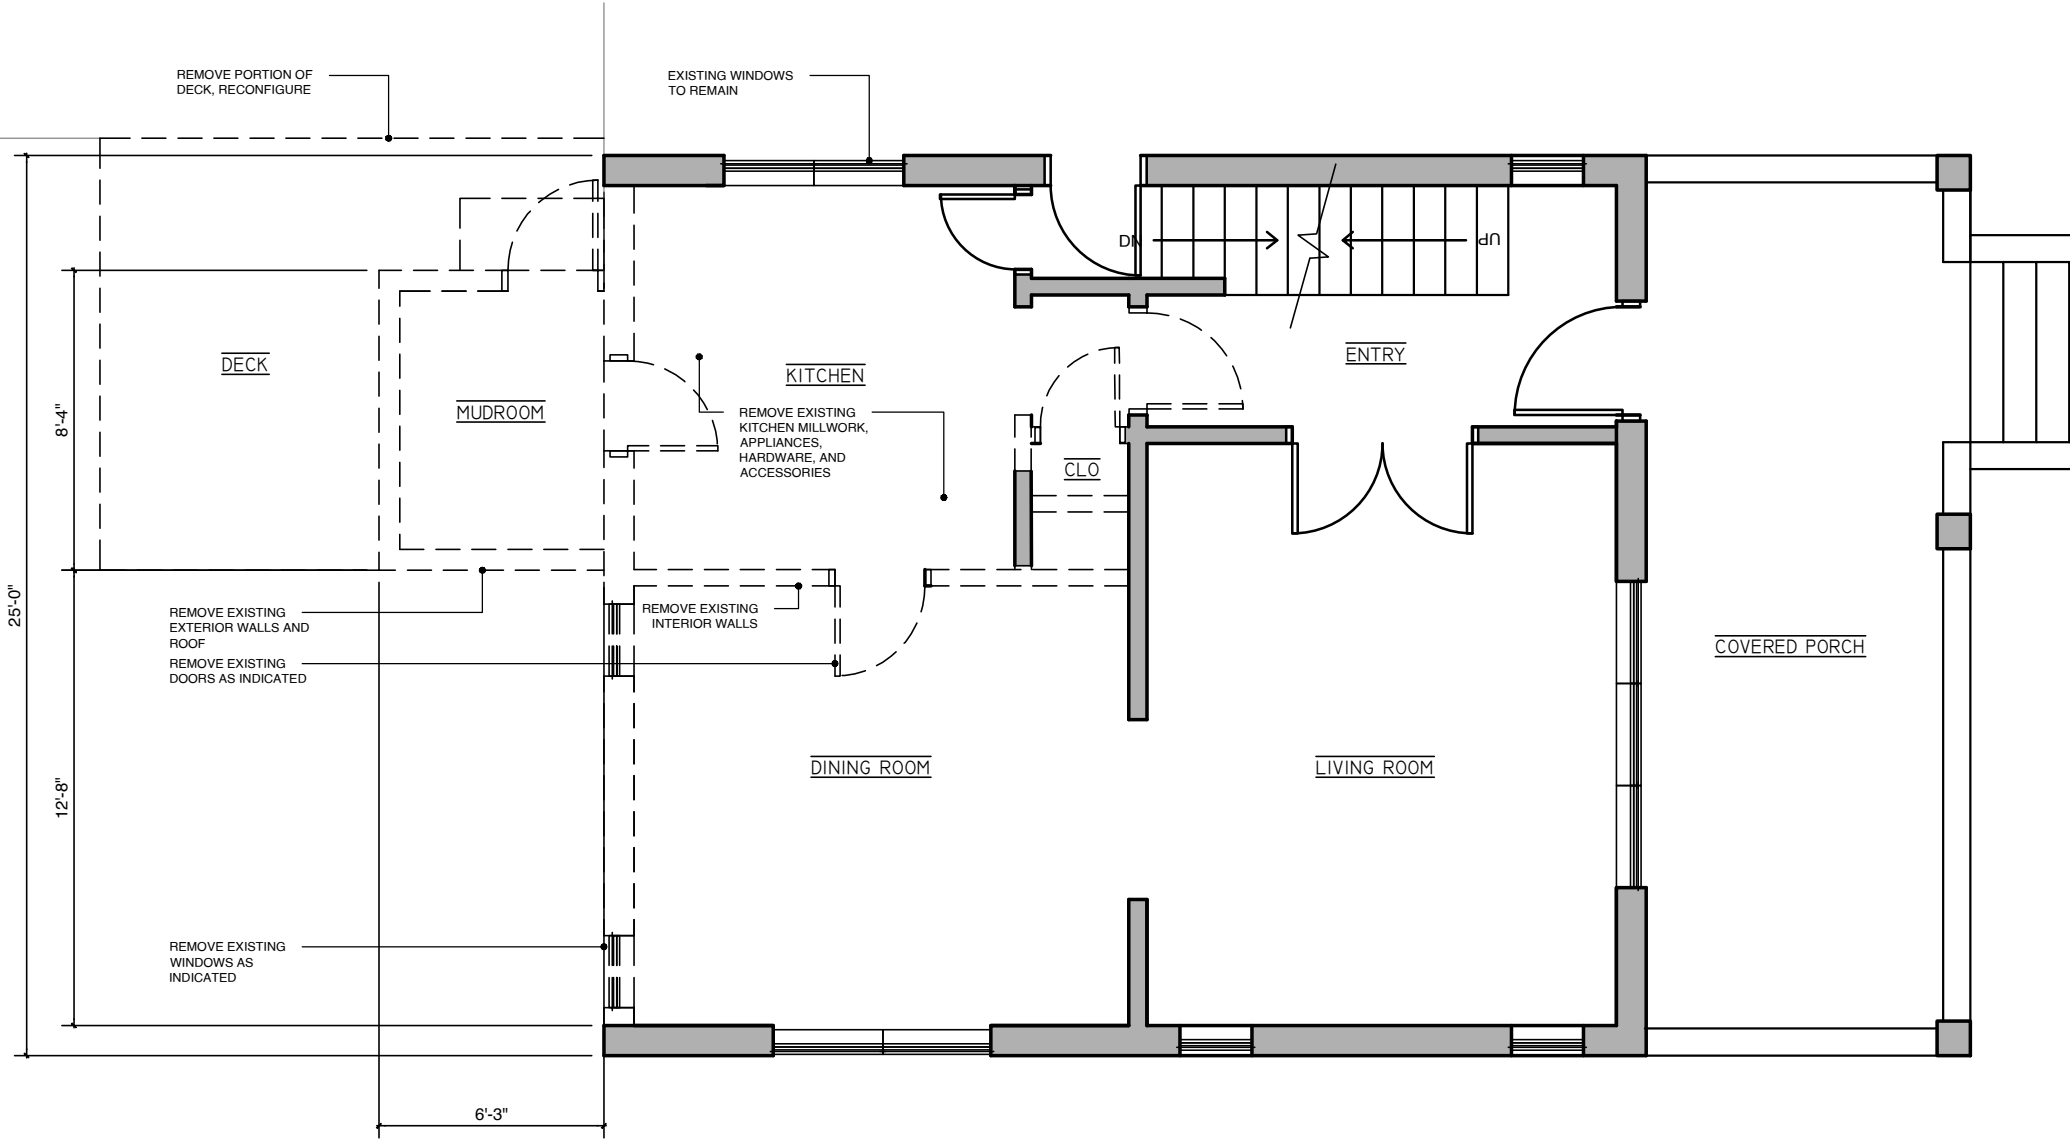 REMOVE PORTION OF
DECK, RECONFIGURE
EXISTING WINDOWS
TO REMAIN
DN
UP
ENTRY
DECK
KITCHEN
MUDROOM
REMOVE EXISTING
KITCHEN MILLWORK,
APPLIANCES,
HARDWARE, AND
ACCESSORIES
CLO
8'-4"
25'-0"
REMOVE EXISTING
EXTERIOR WALLS AND
ROOF
REMOVE EXISTING
INTERIOR WALLS
REMOVE EXISTING
DOORS AS INDICATED
COVERED PORCH
DINING ROOM
LIVING ROOM
12'-8"
REMOVE EXISTING
WINDOWS AS
INDICATED
6'-3"